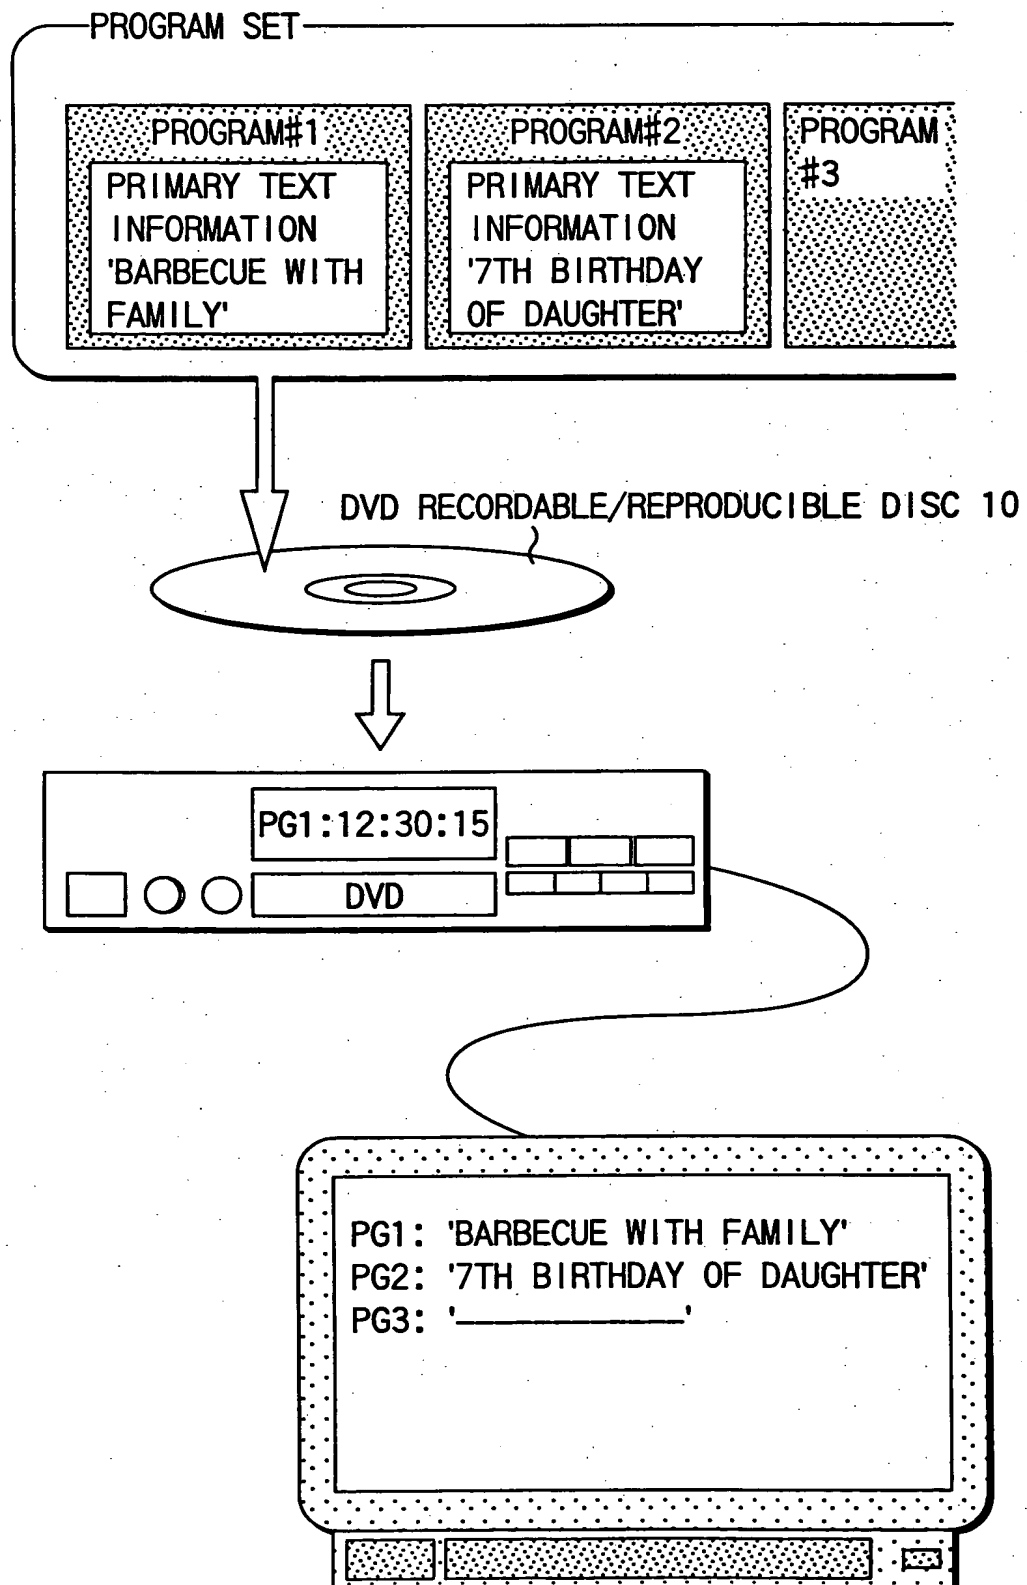 PROGRAM SET
PROGRAM#1
PRIMARY TEXT
INFORMATION
'BARBECUE WITH
FAMILY'
PROGRAM#2
PRIMARY TEXT
INFORMATION
'7TH BIRTHDAY
OF DAUGHTER'
PROGRAM
#3
DVD RECORDABLE/REPRODUCIBLE DISC 10
PG1:12:30:15
DVD
PG1: 'BARBECUE WITH FAMILY'
PG2: '7TH BIRTHDAY OF DAUGHTER'
PG3: '—————————'